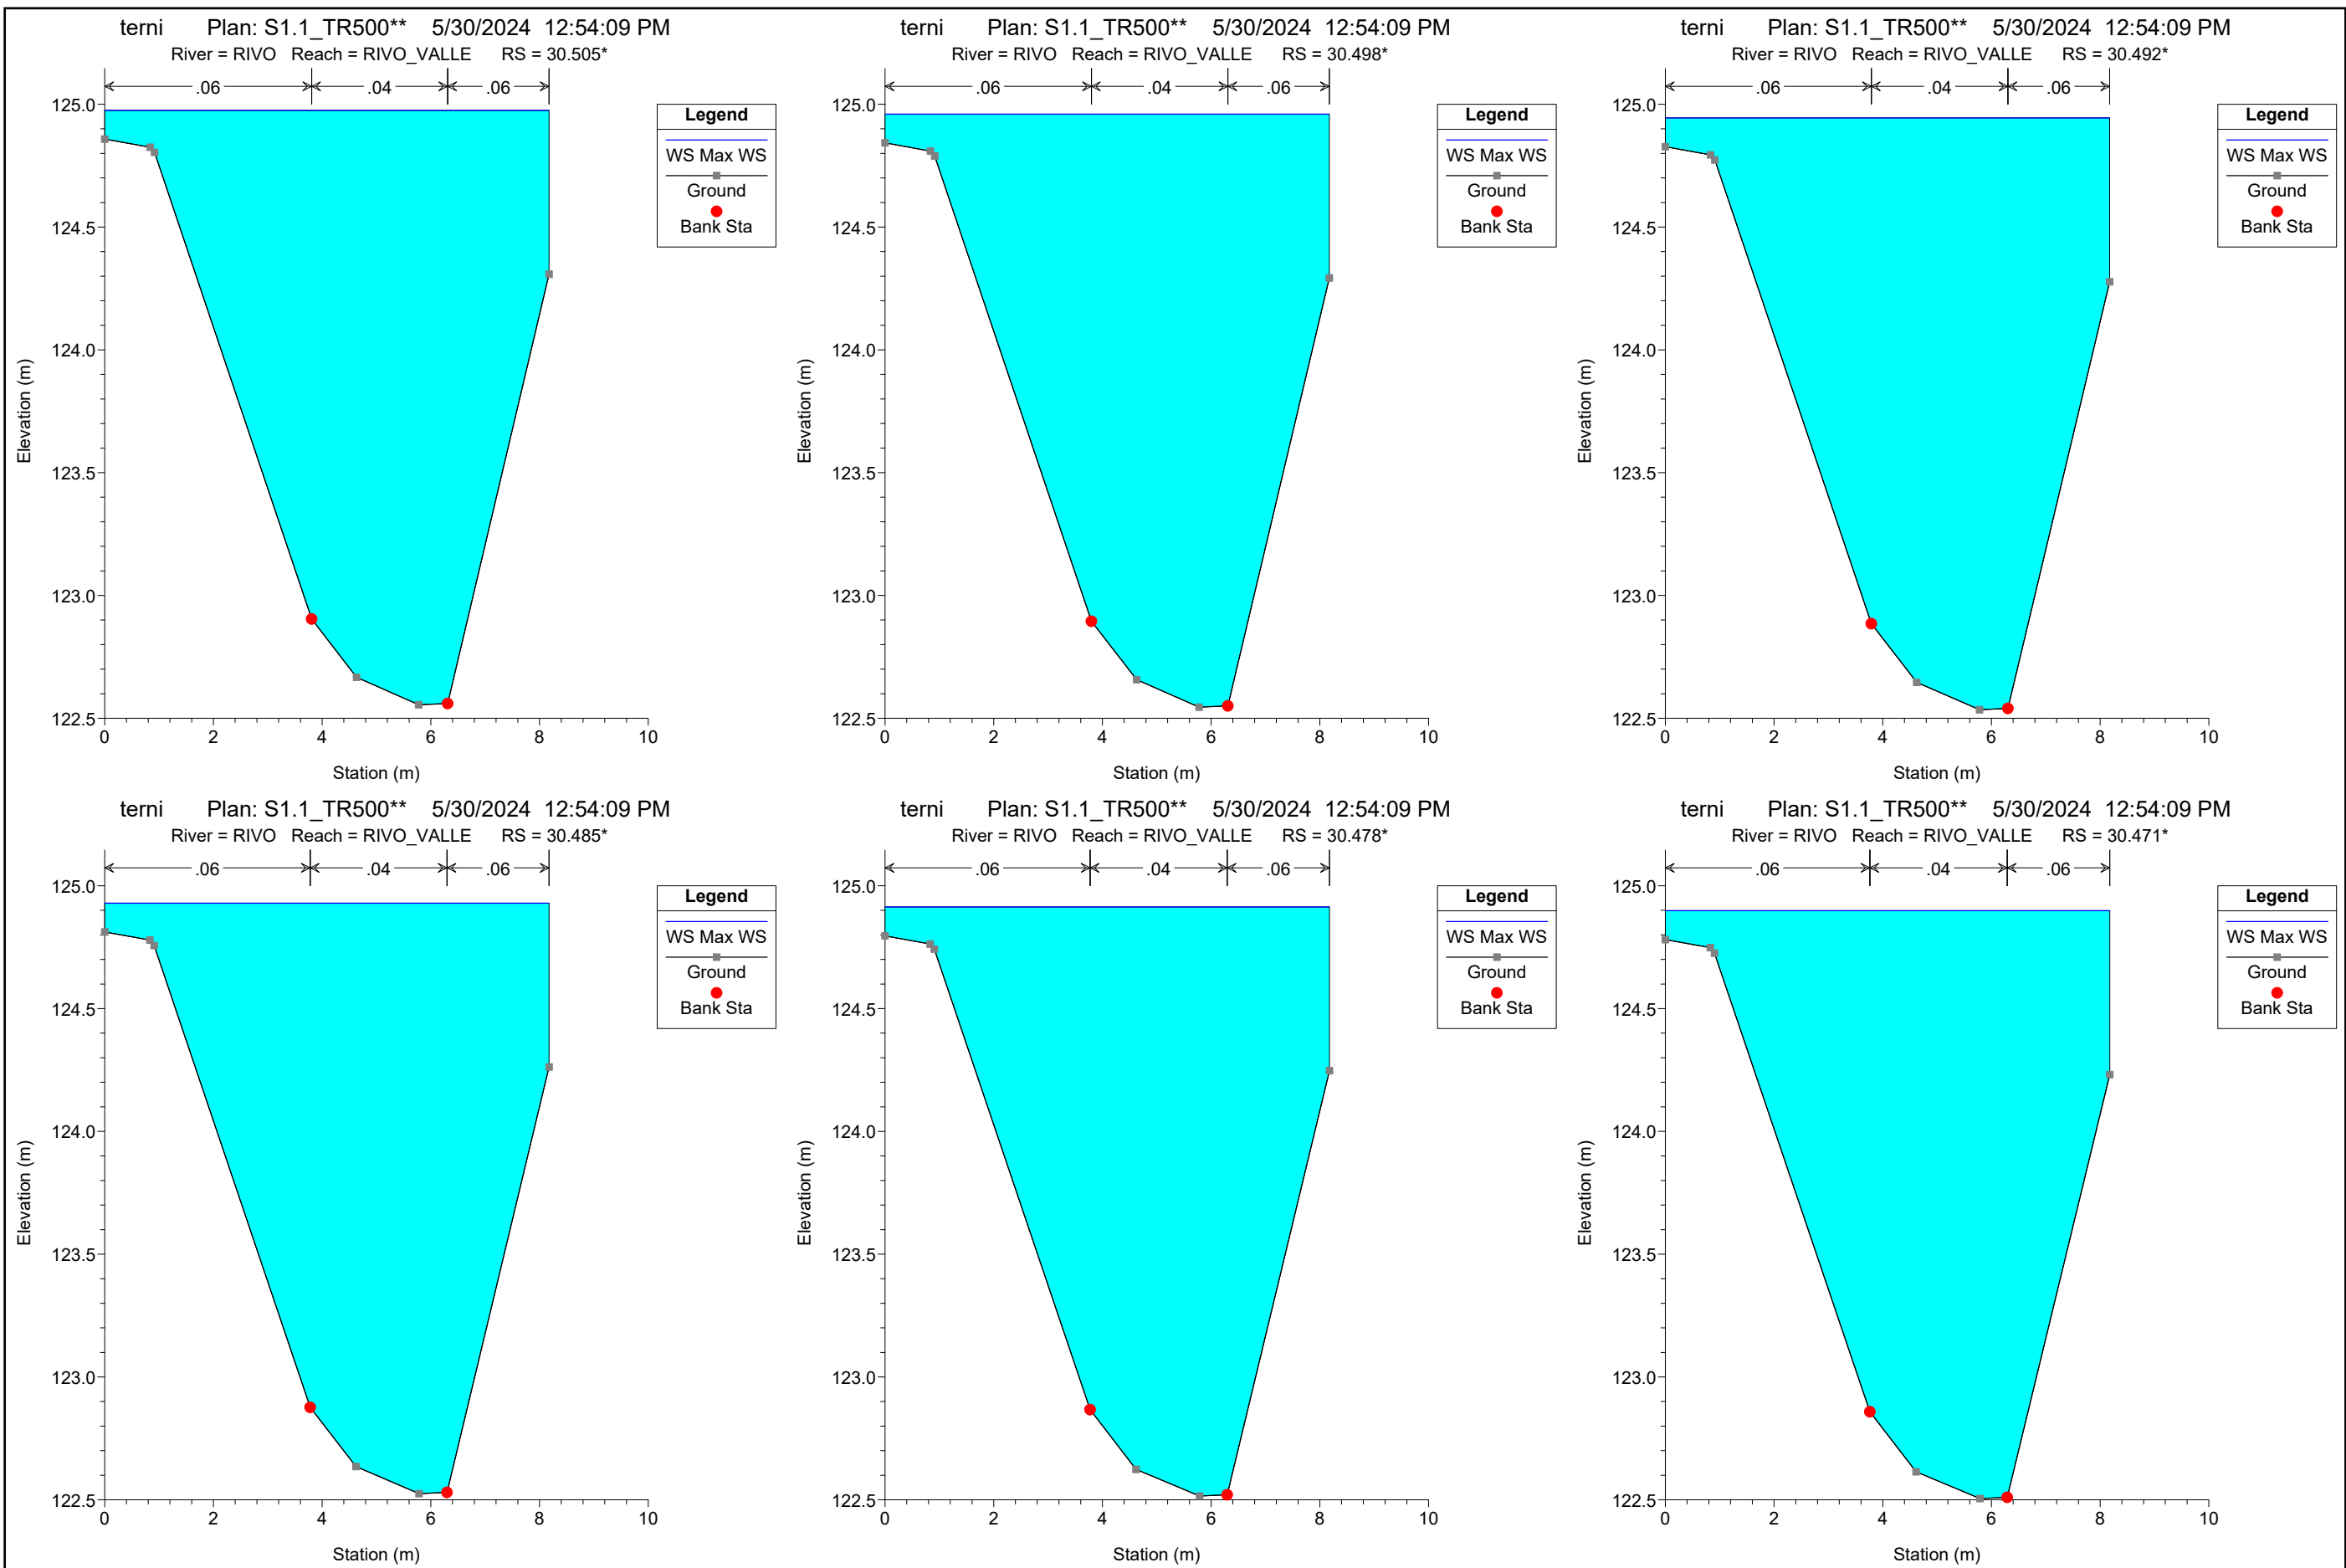 terni Plan: S1.1_TR500** 5/30/2024 12:54:09 PM
River = RIVO Reach = RIVO_VALLE RS = 30.505*
.06 .04 .06
125.0
124.5
124.0
123.5
123.0
122.5
Elevation (m)
0 2 4 6 8 10
Station (m)
Legend
WS Max WS
Ground
Bank Sta
terni Plan: S1.1_TR500** 5/30/2024 12:54:09 PM
River = RIVO Reach = RIVO_VALLE RS = 30.498*
.06 .04 .06
125.0
124.5
124.0
123.5
123.0
122.5
Elevation (m)
0 2 4 6 8 10
Station (m)
Legend
WS Max WS
Ground
Bank Sta
terni Plan: S1.1_TR500** 5/30/2024 12:54:09 PM
River = RIVO Reach = RIVO_VALLE RS = 30.492*
.06 .04 .06
125.0
124.5
124.0
123.5
123.0
122.5
Elevation (m)
0 2 4 6 8 10
Station (m)
Legend
WS Max WS
Ground
Bank Sta
terni Plan: S1.1_TR500** 5/30/2024 12:54:09 PM
River = RIVO Reach = RIVO_VALLE RS = 30.485*
.06 .04 .06
125.0
124.5
124.0
123.5
123.0
122.5
Elevation (m)
0 2 4 6 8 10
Station (m)
Legend
WS Max WS
Ground
Bank Sta
terni Plan: S1.1_TR500** 5/30/2024 12:54:09 PM
River = RIVO Reach = RIVO_VALLE RS = 30.478*
.06 .04 .06
125.0
124.5
124.0
123.5
123.0
122.5
Elevation (m)
0 2 4 6 8 10
Station (m)
Legend
WS Max WS
Ground
Bank Sta
terni Plan: S1.1_TR500** 5/30/2024 12:54:09 PM
River = RIVO Reach = RIVO_VALLE RS = 30.471*
.06 .04 .06
125.0
124.5
124.0
123.5
123.0
122.5
Elevation (m)
0 2 4 6 8 10
Station (m)
Legend
WS Max WS
Ground
Bank Sta